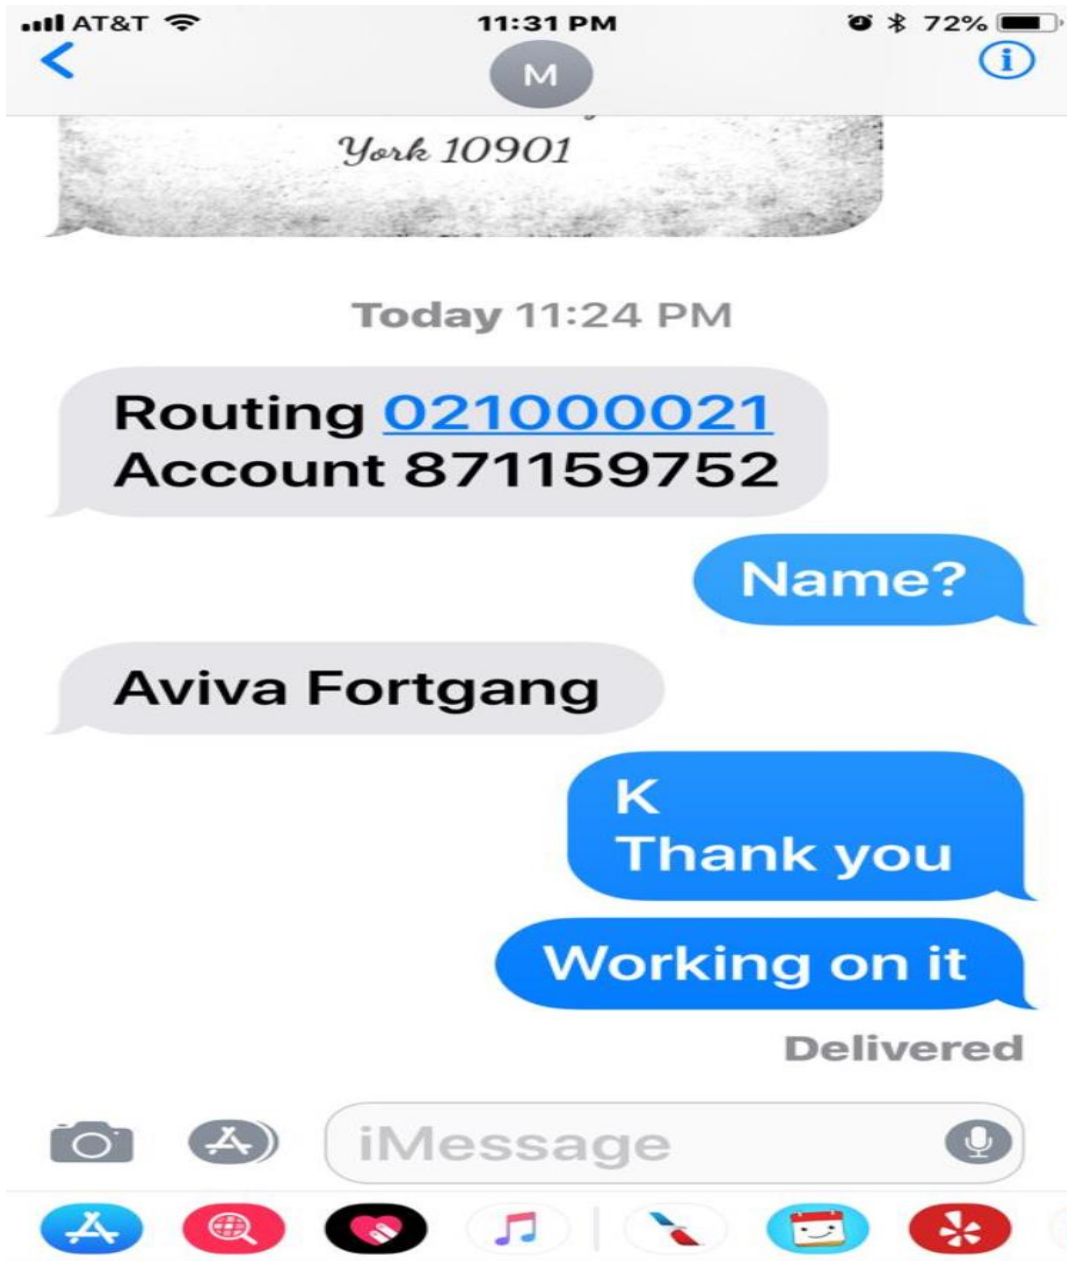 AT&T 11:31 PM 72%
M
York 10901
Today 11:24 PM
Routing 021000021
Account 871159752
Name?
Aviva Fortgang
K
Thank you
Working on it
Delivered
iMessage